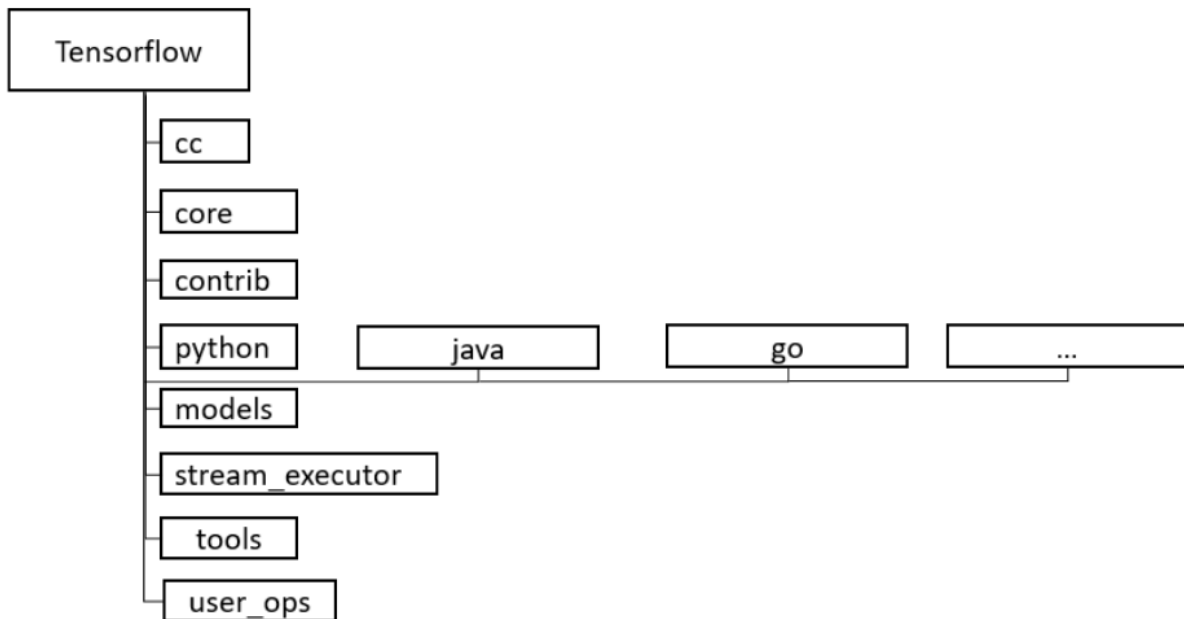 Tensorflow
cc
core
contrib
python java go ...
models
stream_executor
tools
user_ops